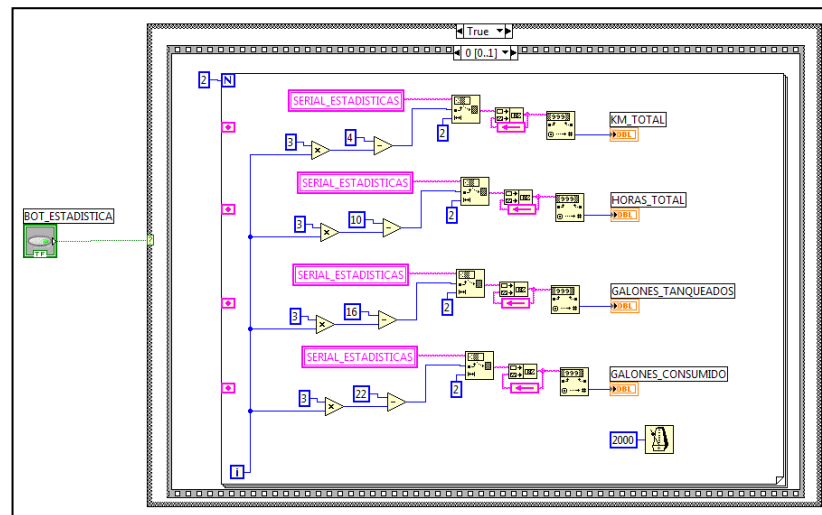 True
0 [0..1]
2
N
SERIAL_ESTADISTICAS
KM_TOTAL
3
4
2
DBL
SERIAL_ESTADISTICAS
HORAS_TOTAL
3
10
2
DBL
BOT_ESTADISTICA
TF
?
SERIAL_ESTADISTICAS
GALONES_TANQUEADOS
3
16
2
DBL
SERIAL_ESTADISTICAS
GALONES_CONSUMIDO
3
22
2
DBL
2000
i